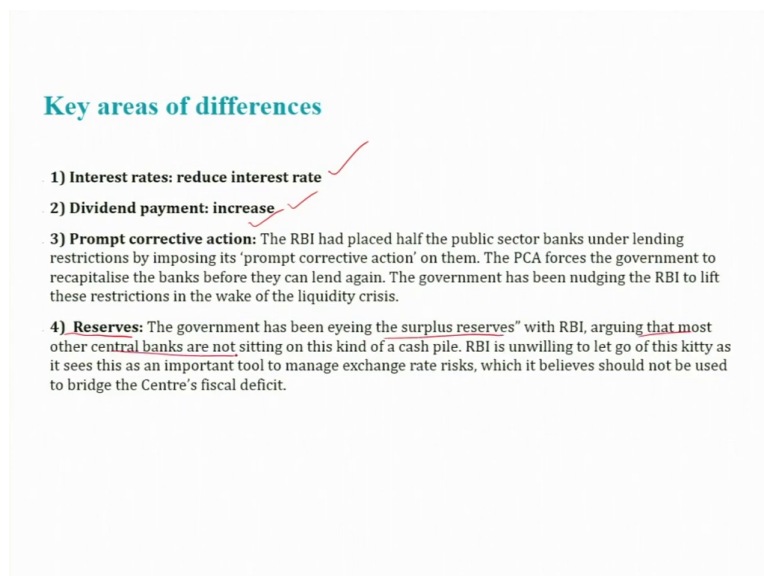 Key areas of differences
1) Interest rates: reduce interest rate
2) Dividend payment: increase
3) Prompt corrective action: The RBI had placed half the public sector banks under lending
restrictions by imposing its ‘prompt corrective action’ on them. The PCA forces the government to
recapitalise the banks before they can lend again. The government has been nudging the RBI to lift
these restrictions in the wake of the liquidity crisis.
4) Reserves: The government has been eyeing the surplus reserves” with RBI, arguing that most
other central banks are not sitting on this kind of a cash pile. RBI is unwilling to let go of this kitty as
it sees this as an important tool to manage exchange rate risks, which it believes should not be used
to bridge the Centre’s fiscal deficit.